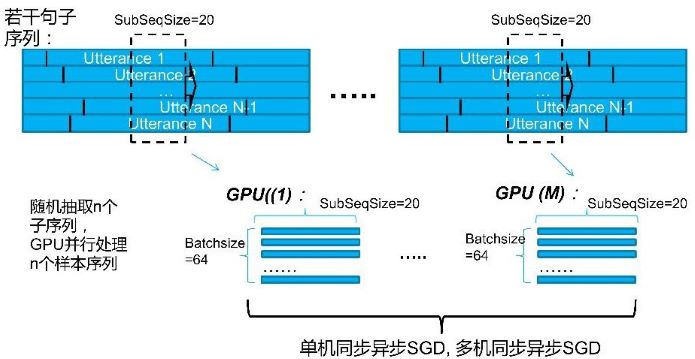 若干句子
序列：
SubSeqSize=20
SubSeqSize=20
Utterance 1
Utterance 2
...
Utterance N-1
Utterance N
.....
Utterance 1
Utterance 2
...
Utterance N-1
Utterance N
随机抽取n个
子序列，
GPU并行处理
n个样本序列
GPU((1)：
SubSeqSize=20
Batchsize
=64
......
.....
GPU (M)：
SubSeqSize=20
Batchsize
=64
......
单机同步异步SGD, 多机同步异步SGD